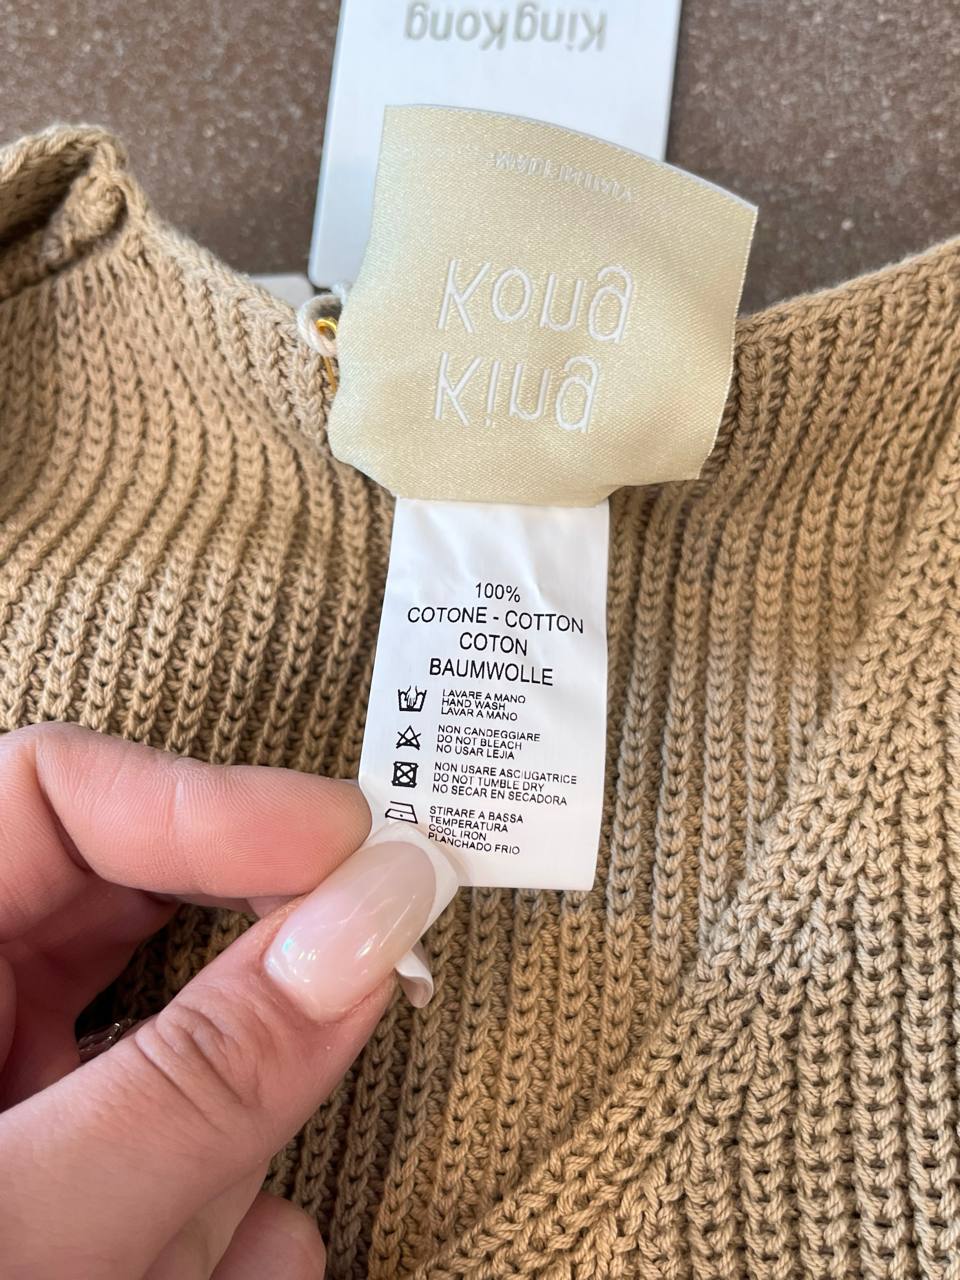 KingKong
King
Kong
100%
COTONE - COTTON
COTON
BAUMWOLLE
LAVARE A MANO
HAND WASH
LAVAR A MANO
NON CANDEGGIARE
DO NOT BLEACH
NO USAR LEJIA
NON USARE ASCIUGATRICE
DO NOT TUMBLE DRY
NO SECAR EN SECADORA
STIRARE A BASSA
TEMPERATURA
COOL IRON
PLANCHADO FRIO